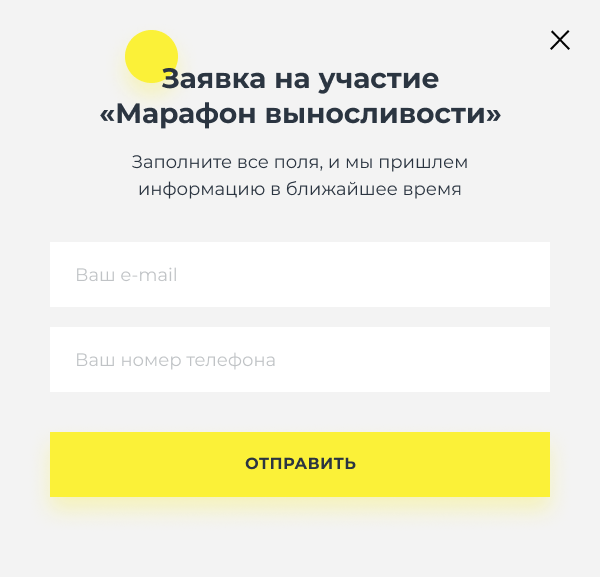 Заявка на участие
«Марафон выносливости»
Заполните все поля, и мы пришлем
информацию в ближайшее время
Ваш e-mail
Ваш номер телефона
ОТПРАВИТЬ